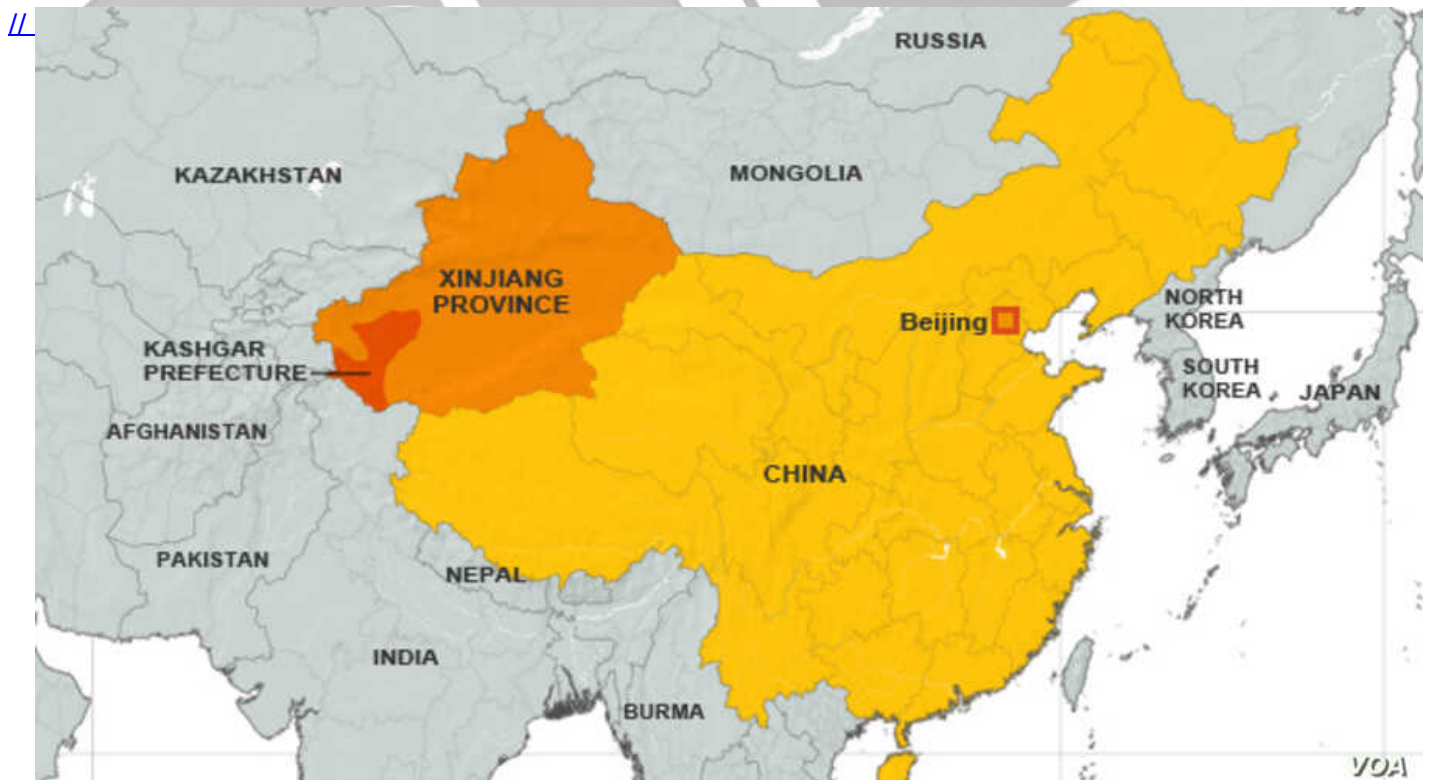 //
RUSSIA
KAZAKHSTAN
MONGOLIA
XINJIANG
PROVINCE
NORTH
KOREA
Beijing
KASHGAR
PREFECTURE
SOUTH
KOREA
JAPAN
AFGHANISTAN
CHINA
PAKISTAN
NEPAL
INDIA
BURMA
VOA